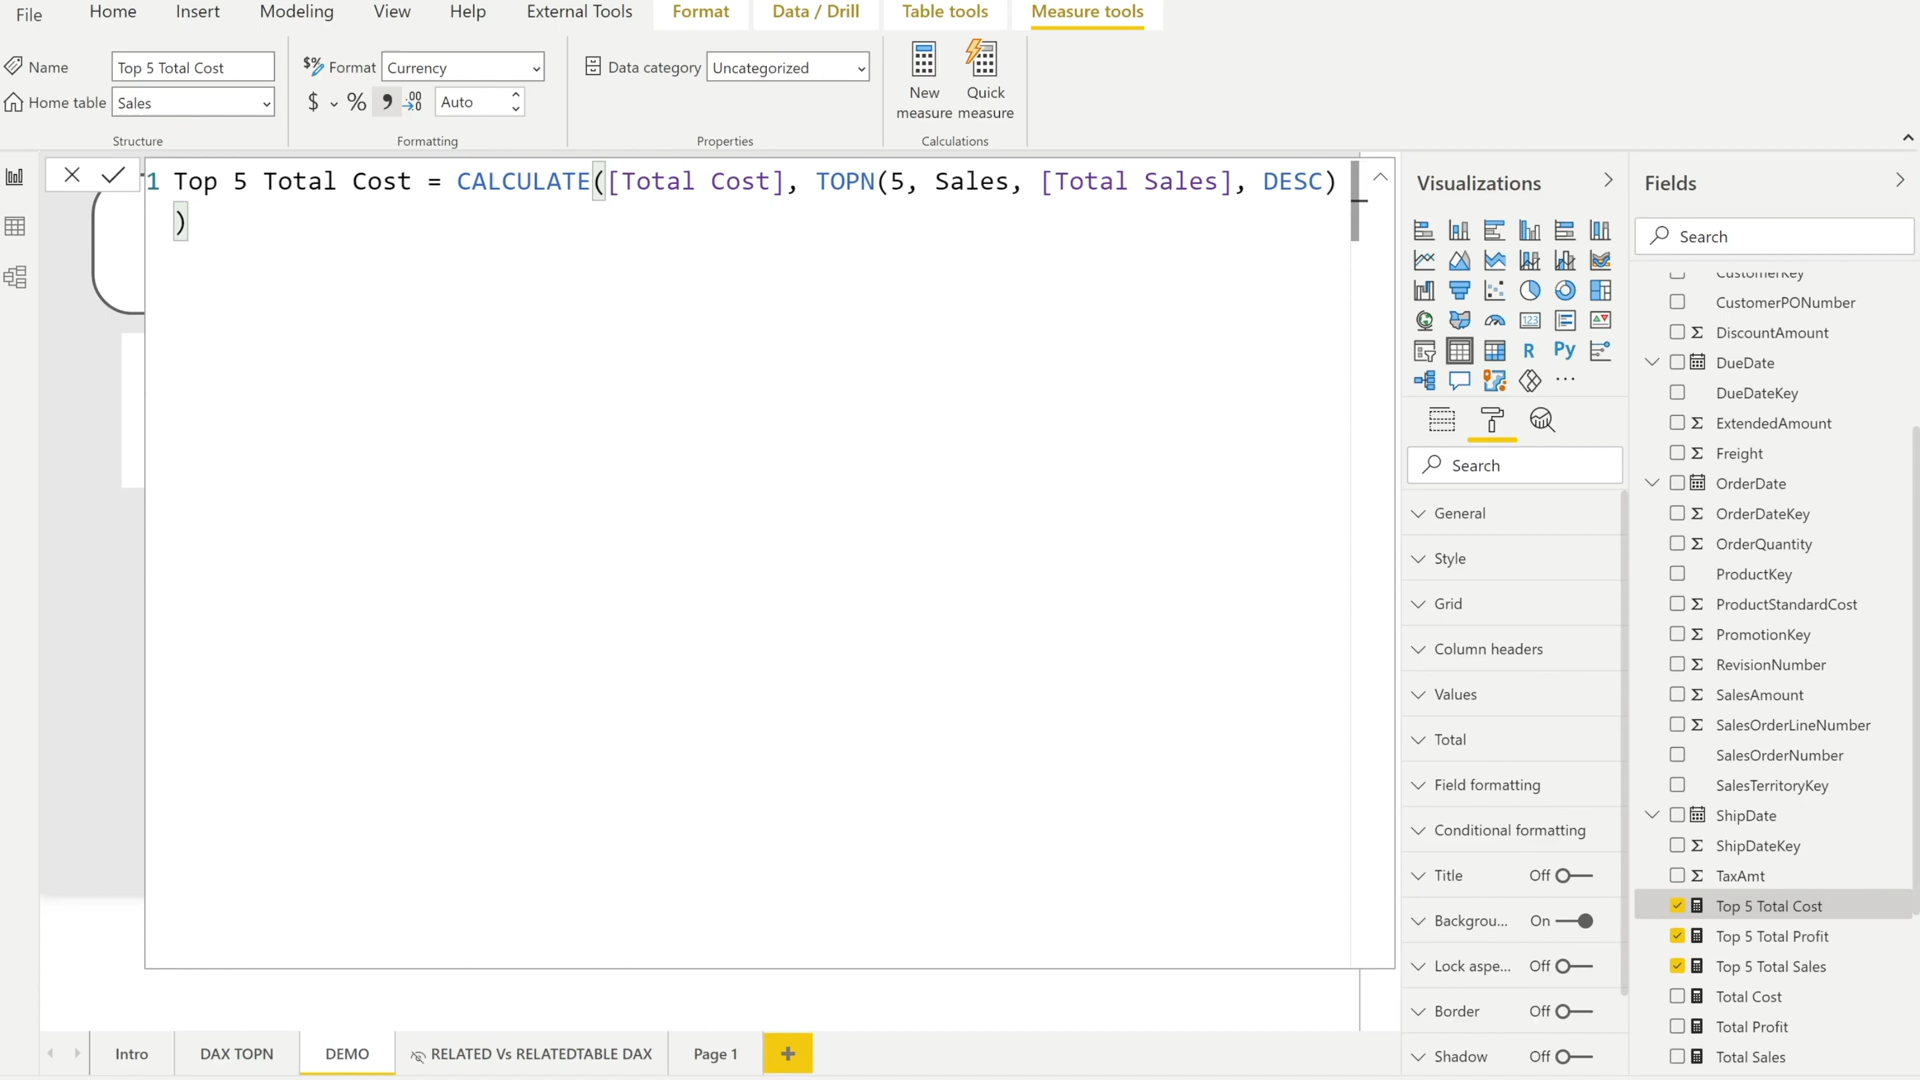 File Home Insert Modeling View Help External Tools Format Data / Drill Table tools Measure tools
Name Top 5 Total Cost
Home table Sales
Structure
$% Format Currency
$ % , .00 →.0 Auto
Formatting
Data category Uncategorized
Properties
New measure
Quick measure
Calculations
1 Top 5 Total Cost = CALCULATE([Total Cost], TOPN(5, Sales, [Total Sales], DESC)
)
Visualizations
123
R Py
Search
General
Style
Grid
Column headers
Values
Total
Field formatting
Conditional formatting
Title Off
Backgrou... On
Lock aspe... Off
Border Off
Shadow Off
Fields
Search
CustomerKey
CustomerPONumber
Σ DiscountAmount
DueDate
DueDateKey
Σ ExtendedAmount
Σ Freight
OrderDate
Σ OrderDateKey
Σ OrderQuantity
ProductKey
Σ ProductStandardCost
Σ PromotionKey
Σ RevisionNumber
Σ SalesAmount
Σ SalesOrderLineNumber
SalesOrderNumber
SalesTerritoryKey
ShipDate
Σ ShipDateKey
Σ TaxAmt
Top 5 Total Cost
Top 5 Total Profit
Top 5 Total Sales
Total Cost
Total Profit
Total Sales
Intro DAX TOPN DEMO RELATED Vs RELATEDTABLE DAX Page 1 +